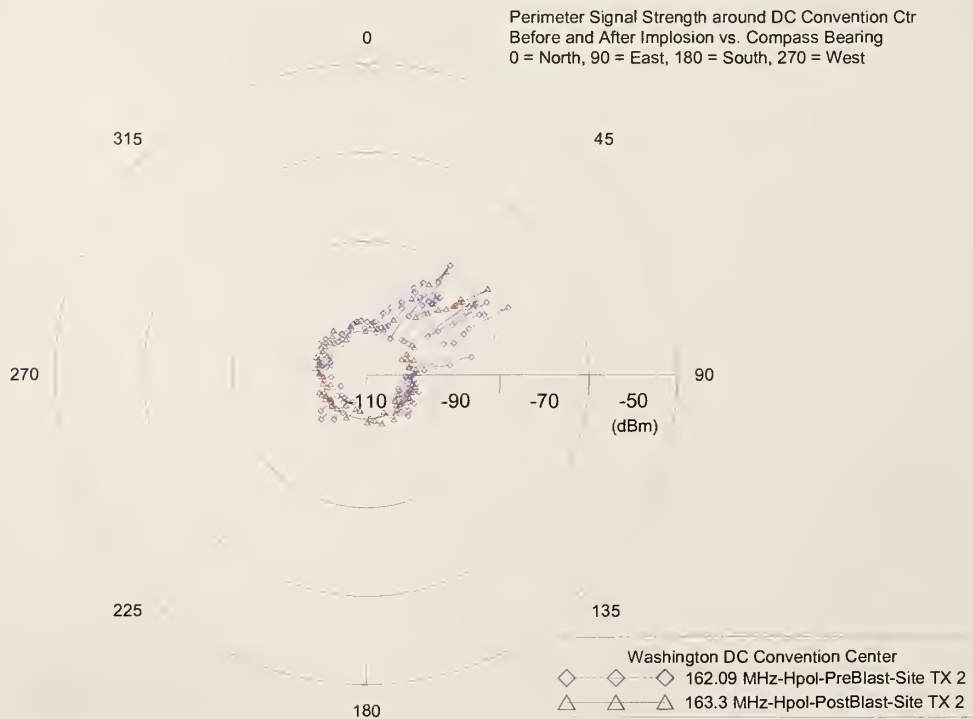 Perimeter Signal Strength around DC Convention Ctr
Before and After Implosion vs. Compass Bearing
0 = North, 90 = East, 180 = South, 270 = West
0
315
45
270
90
-110
-90
-70
-50
(dBm)
225
135
180
Washington DC Convention Center
162.09 MHz-Hpol-PreBlast-Site TX 2
163.3 MHz-Hpol-PostBlast-Site TX 2